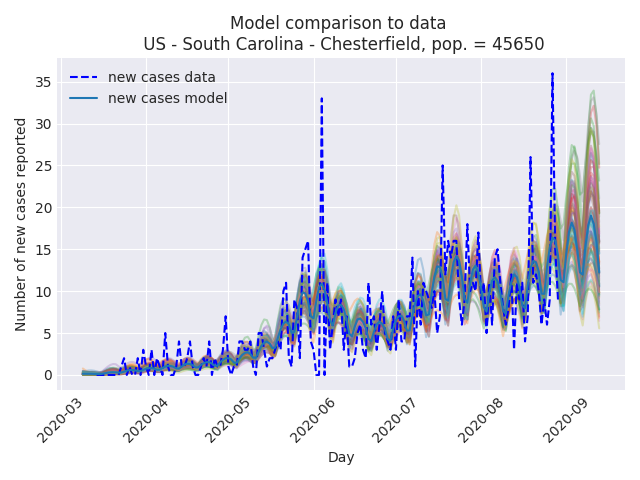 Model comparison to data
US - South Carolina - Chesterfield, pop. = 45650
new cases data
new cases model
Number of new cases reported
35
30
25
20
15
10
5
0
2020-03
2020-04
2020-05
2020-06
2020-07
2020-08
2020-09
Day